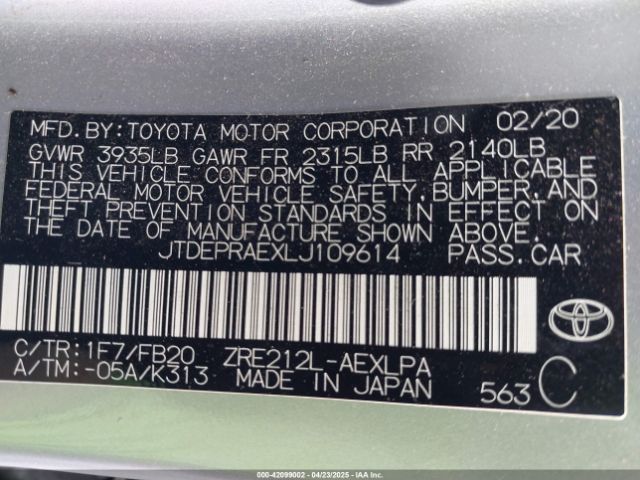 MFD.BY:TOYOTA MOTOR CORPORATION 02/20
GVWR 3935LB GAWR FR 2315LB RR 2140LB
THIS VEHICLE CONFORMS TO ALL APPLICABLE
FEDERAL MOTOR VEHICLE SAFETY,BUMPER,AND
THEFT PREVENTION STANDARDS IN EFFECT ON
THE DATE OF MANUFACTURE SHOWN ABOVE.
JTDEPRAEXLJ109614 PASS.CAR
C/TR:1F7/FB20 ZRE212L-AEXLPA
A/TM:-05A/K313 MADE IN JAPAN 563 C
TOYOTA
000-42099002 - 04/23/2025 - IAAI.COM